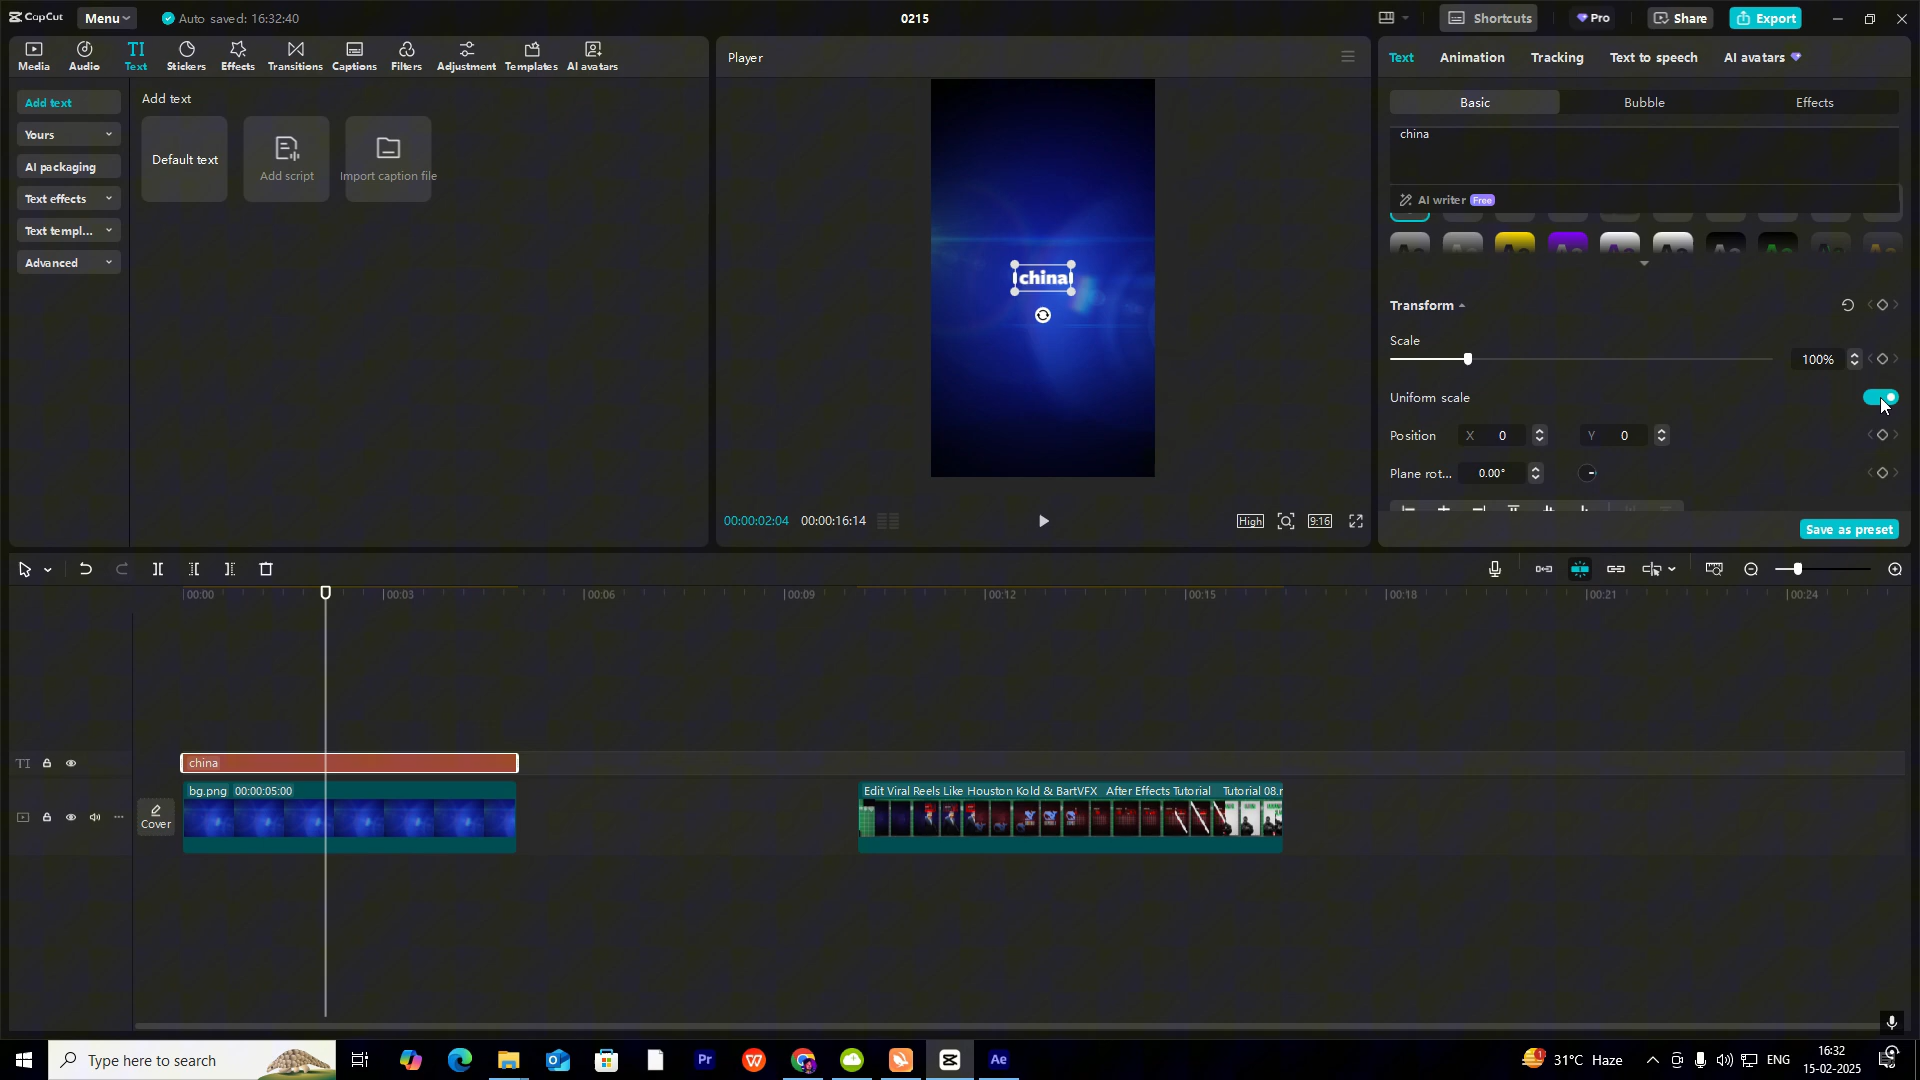 CapCut
Menu
Auto saved: 16:32:40
0215
Shortcuts
Pro
Share
Export
Media
Audio
TI
Text
Stickers
Effects
Transitions
Captions
Filters
Adjustment
Templates
AI avatars
Add text
Yours
AI packaging
Text effects
Text templ...
Advanced
Add text
Default text
Add script
Import caption file
Player
china
00:00:02:04
00:00:16:14
High
9:16
Text
Animation
Tracking
Text to speech
AI avatars
Basic
Bubble
Effects
china
AI writer
Free
Transform
Scale
100%
Uniform scale
Position
X
0
Y
0
Plane rot...
0.00°
Save as preset
00:00
00:03
00:06
00:09
00:12
00:15
00:18
00:21
00:24
TI
china
Cover
bg.png 00:00:05:00
Edit Viral Reels Like Houston Kold & BartVFX After Effects Tutorial Tutorial 08.r
Type here to search
Pr
W
Ae
31°C Haze
ENG
16:32
15-02-2025